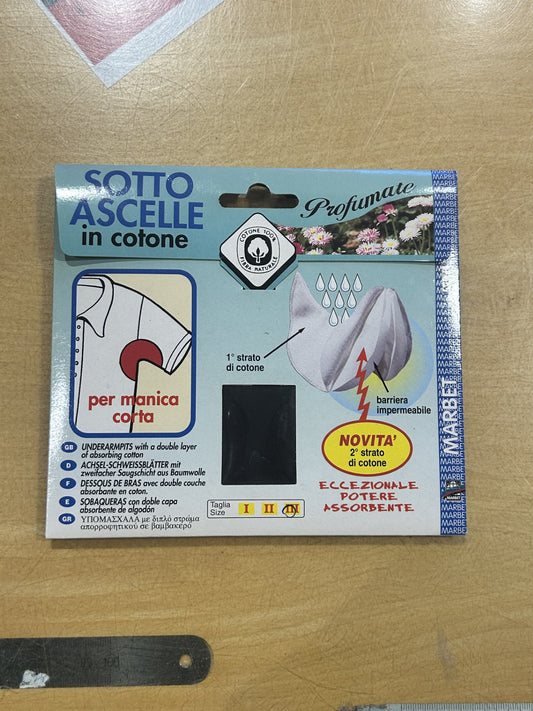 SOTTO
ASCELLE
in cotone
Profumate
COTONE 100%
FIBRA NATURALE
1° strato
di cotone
per manica
corta
barriera
impermeabile
NOVITA'
2° strato
di cotone
ECCEZIONALE
POTERE
ASSORBENTE
GB UNDERARMPITS with a double layer
of absorbing cotton
D ACHSEL-SCHWEISSBLÄTTER mit
zweifacher Saugschicht aus Baumwolle
F DESSOUS DE BRAS avec double couche
absorbante en coton.
E SOBAQUERAS con doble capa
absorbente de algodón
GR ΥΠΟΜΑΣΧΑΛΑ με διπλό στρώμα
απορροφητικού σε βαμβακερό
Taglia
Size
I II III
MARBET
100